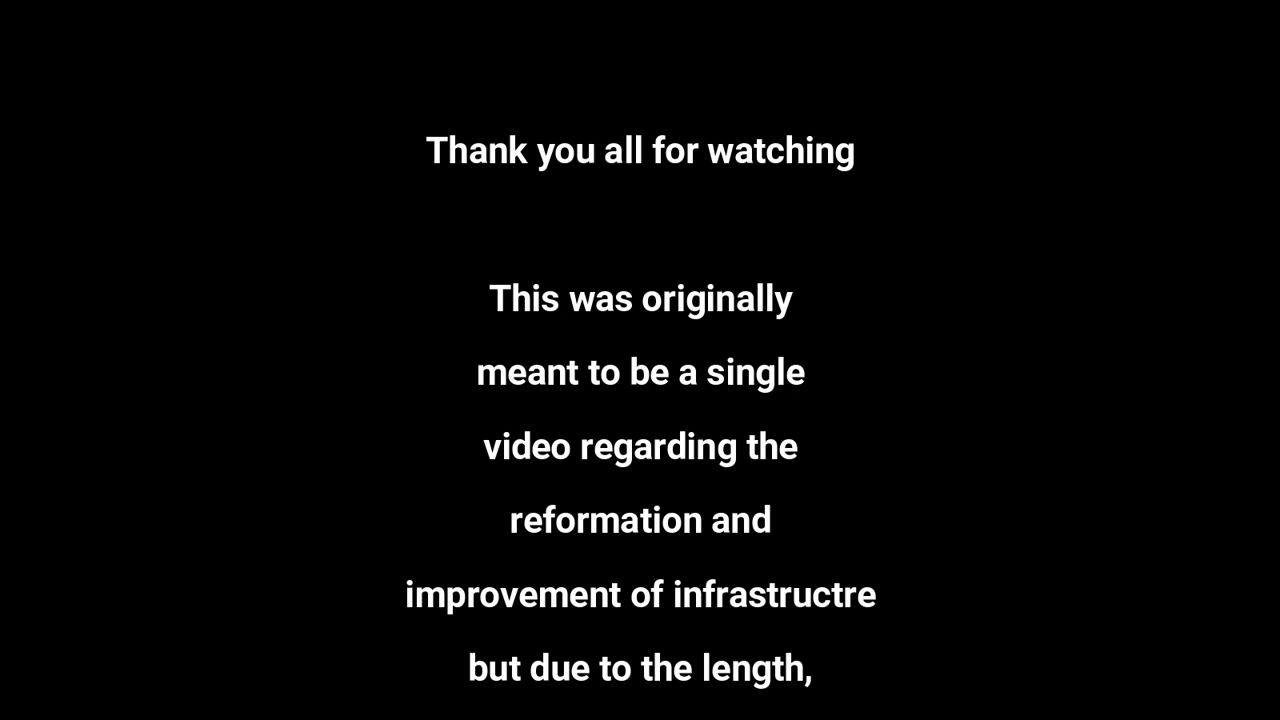 Thank you all for watching
This was originally
meant to be a single
video regarding the
reformation and
improvement of infrastructre
but due to the length,